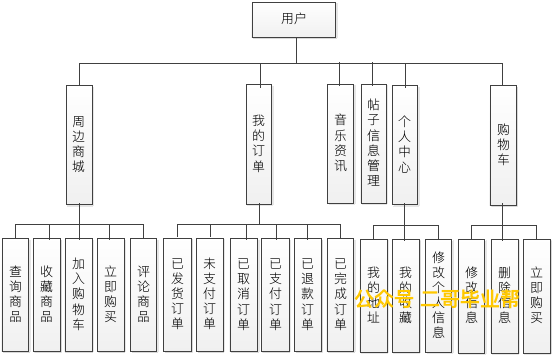 用户
周边商城
我的订单
音乐资讯
帖子信息管理
个人中心
购物车
查询商品
收藏商品
加入购物车
立即购买
评论商品
已发货订单
未支付订单
已取消订单
已支付订单
已退款订单
已完成订单
我的地址
我的收藏
修改个人信息
修改信息
删除信息
立即购买
公众号 二哥毕业帮